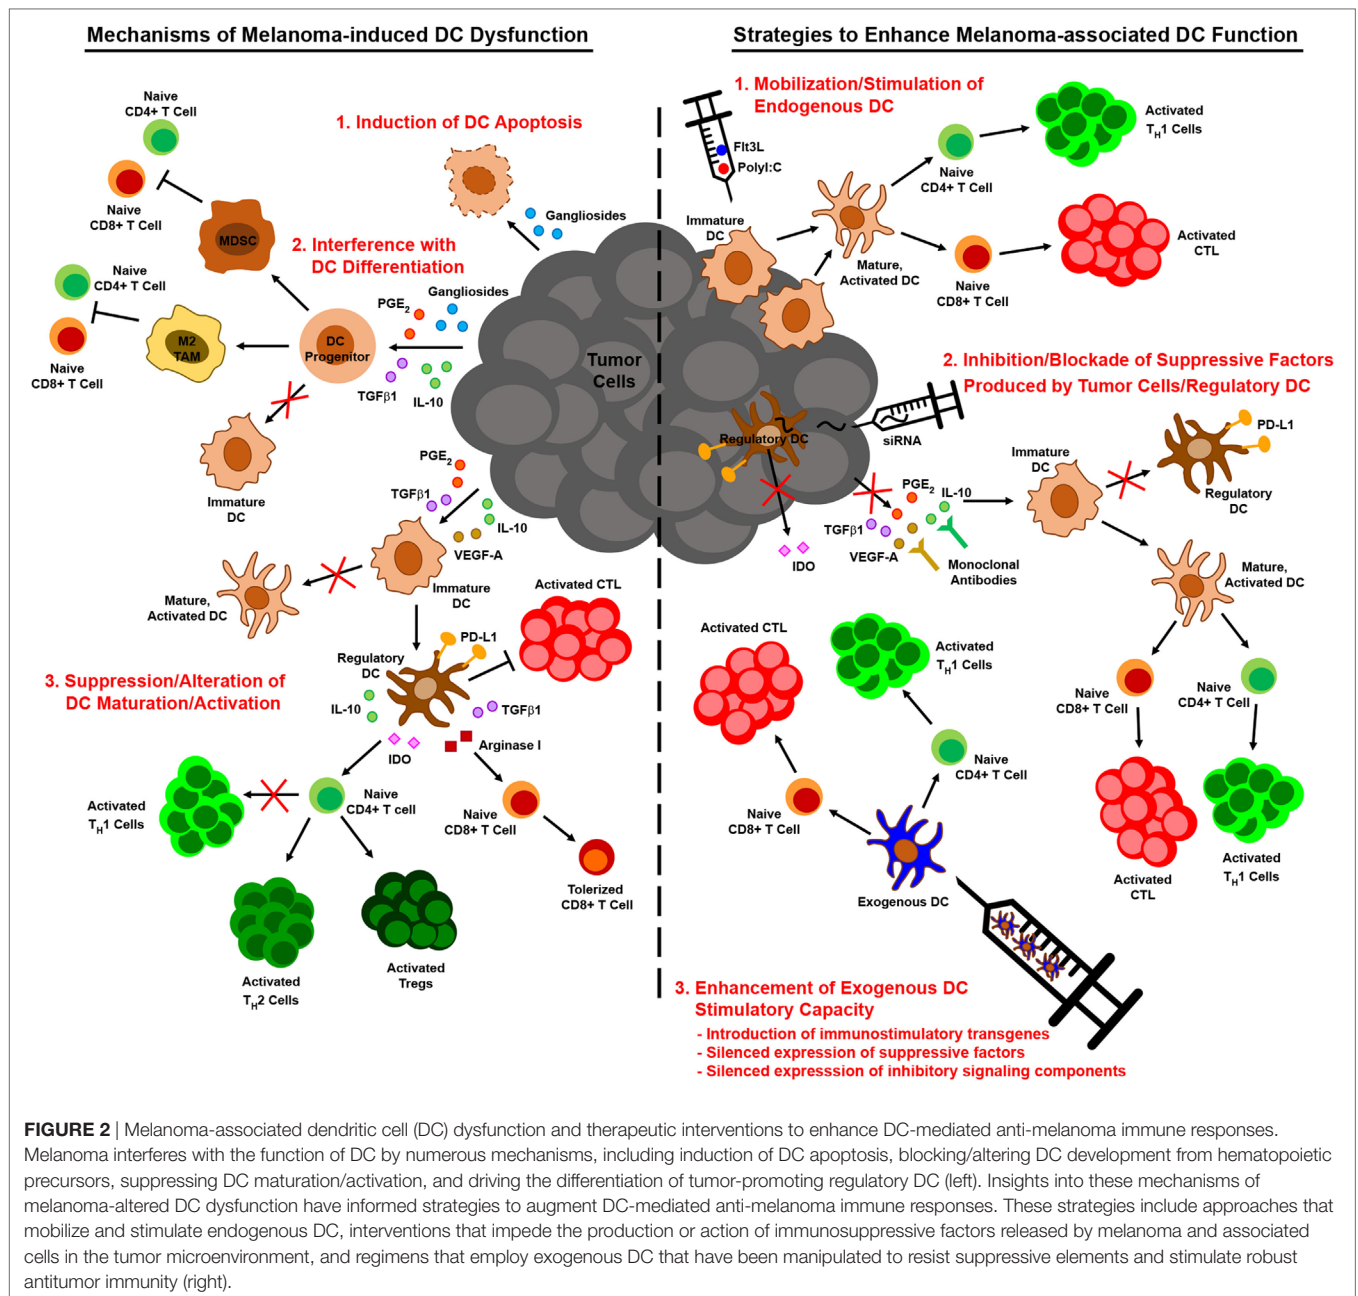 Mechanisms of Melanoma-induced DC Dysfunction
Naive
CD4+ T Cell
1. Induction of DC Apoptosis
Naive
CD8+ T Cell
MDSC
Gangliosides
2. Interference with
DC Differentiation
Naive
CD4+ T Cell
PGE2
Gangliosides
M2
TAM
DC
Progenitor
Naive
CD8+ T Cell
TGFβ1
IL-10
Tumor
Cells
Immature
DC
PGE2
TGFβ1
IL-10
VEGF-A
Immature
DC
Mature,
Activated DC
Activated CTL
PD-L1
Regulatory
DC
3. Suppression/Alteration of
DC Maturation/Activation
IL-10
TGFβ1
IDO
Arginase I
Activated
TH1 Cells
Naive
CD4+ T cell
Naive
CD8+ T Cell
Tolerized
CD8+ T Cell
Activated
TH2 Cells
Activated
Tregs
Strategies to Enhance Melanoma-associated DC Function
1. Mobilization/Stimulation of
Endogenous DC
Flt3L
PolyI:C
Activated
TH1 Cells
Naive
CD4+ T Cell
Immature
DC
Mature,
Activated DC
Naive
CD8+ T Cell
Activated
CTL
2. Inhibition/Blockade of Suppressive Factors
Produced by Tumor Cells/Regulatory DC
Regulatory DC
siRNA
PD-L1
Immature
DC
Regulatory
DC
PGE2
IL-10
TGFβ1
VEGF-A
IDO
Monoclonal
Antibodies
Mature,
Activated DC
Activated CTL
Activated
TH1 Cells
Naive
CD8+ T Cell
Naive
CD4+ T Cell
Naive
CD4+ T Cell
Naive
CD8+ T Cell
Activated
CTL
Activated
TH1 Cells
Exogenous DC
3. Enhancement of Exogenous DC
Stimulatory Capacity
- Introduction of immunostimulatory transgenes
- Silenced expression of suppressive factors
- Silenced expresssion of inhibitory signaling components
FIGURE 2 | Melanoma-associated dendritic cell (DC) dysfunction and therapeutic interventions to enhance DC-mediated anti-melanoma immune responses.
Melanoma interferes with the function of DC by numerous mechanisms, including induction of DC apoptosis, blocking/altering DC development from hematopoietic
precursors, suppressing DC maturation/activation, and driving the differentiation of tumor-promoting regulatory DC (left). Insights into these mechanisms of
melanoma-altered DC dysfunction have informed strategies to augment DC-mediated anti-melanoma immune responses. These strategies include approaches that
mobilize and stimulate endogenous DC, interventions that impede the production or action of immunosuppressive factors released by melanoma and associated
cells in the tumor microenvironment, and regimens that employ exogenous DC that have been manipulated to resist suppressive elements and stimulate robust
antitumor immunity (right).